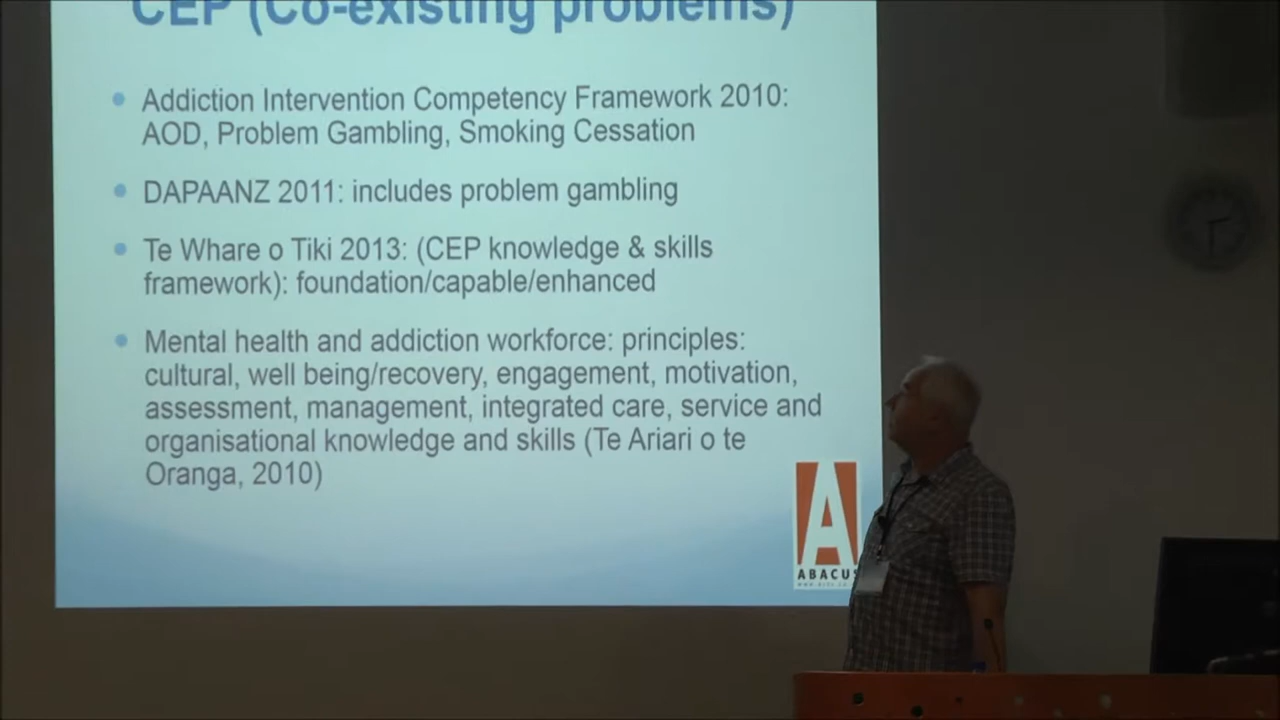 CEP (Co-existing problems)
Addiction Intervention Competency Framework 2010:
AOD, Problem Gambling, Smoking Cessation
DAPAANZ 2011: includes problem gambling
Te Whare o Tiki 2013: (CEP knowledge & skills
framework): foundation/capable/enhanced
Mental health and addiction workforce: principles:
cultural, well being/recovery, engagement, motivation,
assessment, management, integrated care, service and
organisational knowledge and skills (Te Ariari o te
Oranga, 2010)
A
ABACUS